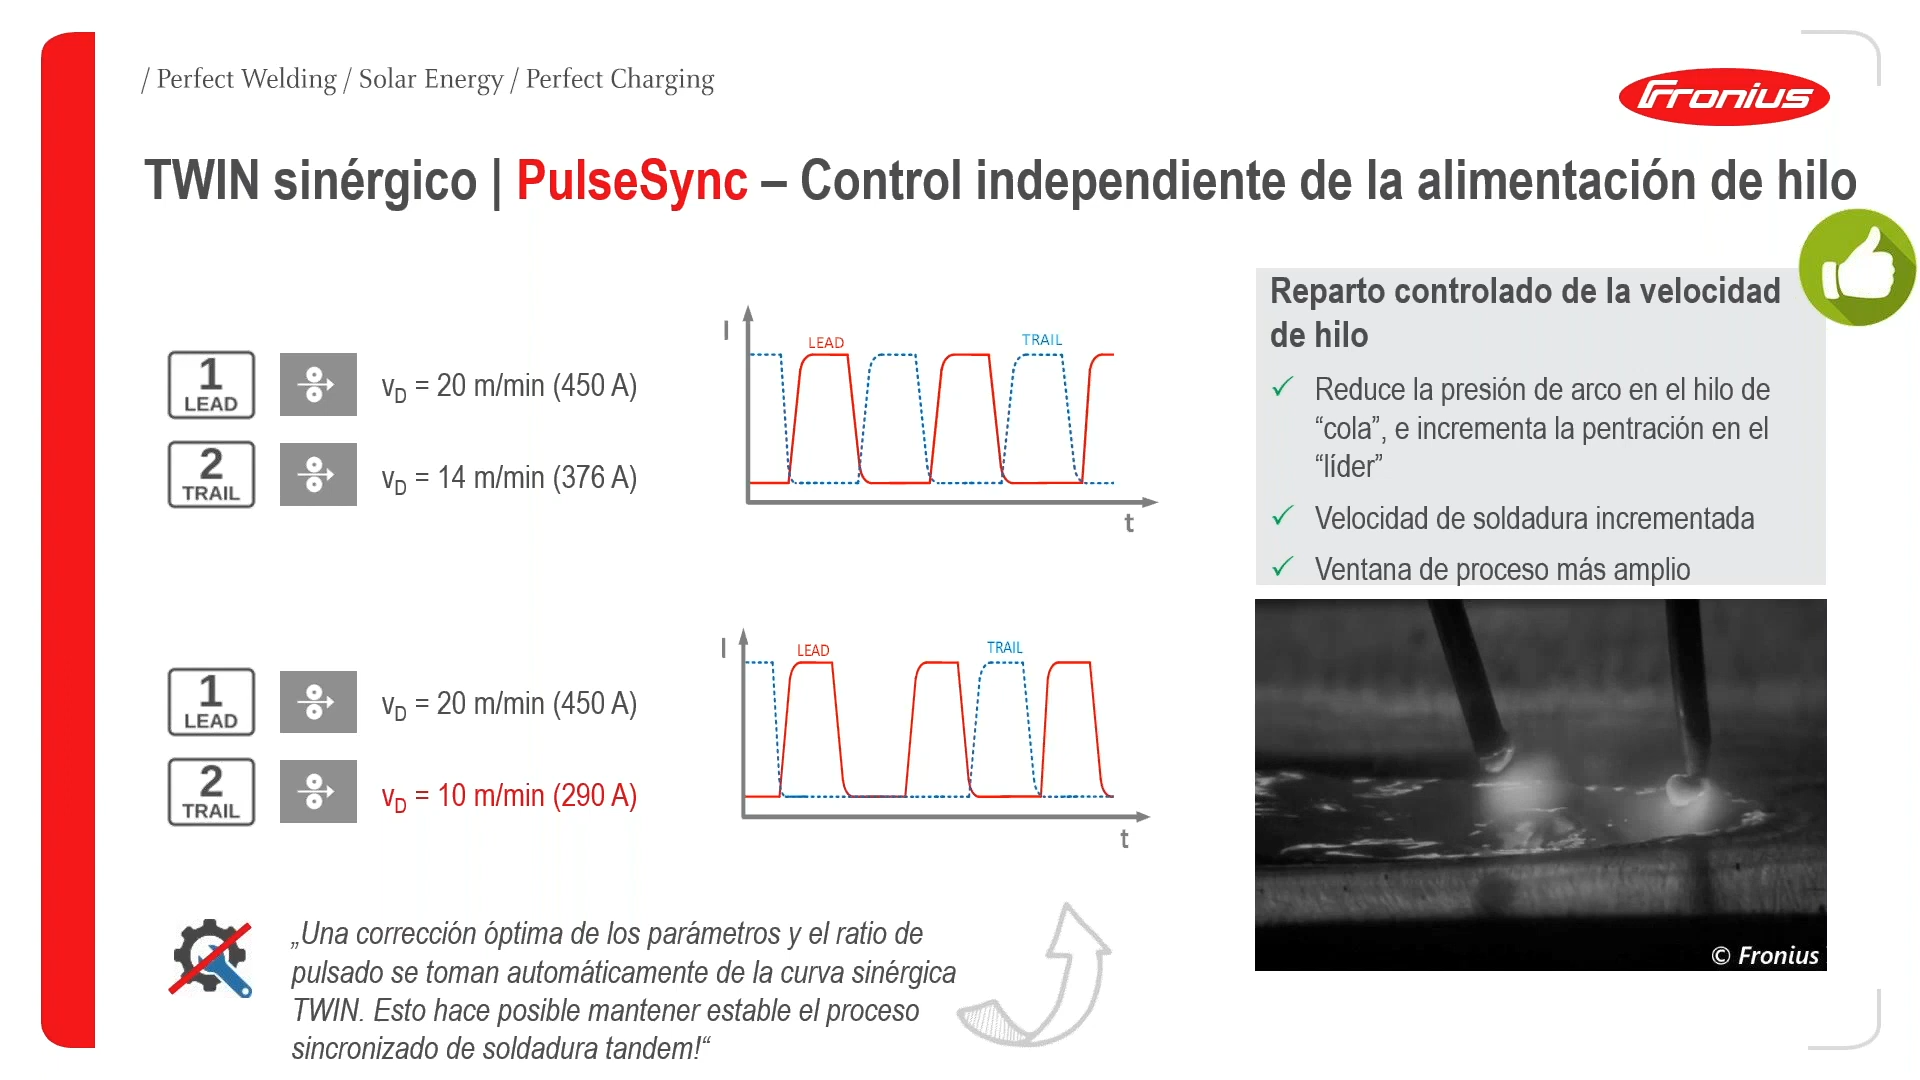 / Perfect Welding / Solar Energy / Perfect Charging
Fronius
TWIN sinérgico | PulseSync – Control independiente de la alimentación de hilo
1
LEAD
vD = 20 m/min (450 A)
2
TRAIL
vD = 14 m/min (376 A)
I
LEAD
TRAIL
t
Reparto controlado de la velocidad
de hilo
Reduce la presión de arco en el hilo de
“cola”, e incrementa la pentración en el
“líder”
Velocidad de soldadura incrementada
Ventana de proceso más amplio
1
LEAD
vD = 20 m/min (450 A)
2
TRAIL
vD = 10 m/min (290 A)
I
LEAD
TRAIL
t
„Una corrección óptima de los parámetros y el ratio de
pulsado se toman automáticamente de la curva sinérgica
TWIN. Esto hace posible mantener estable el proceso
sincronizado de soldadura tandem!“
© Fronius